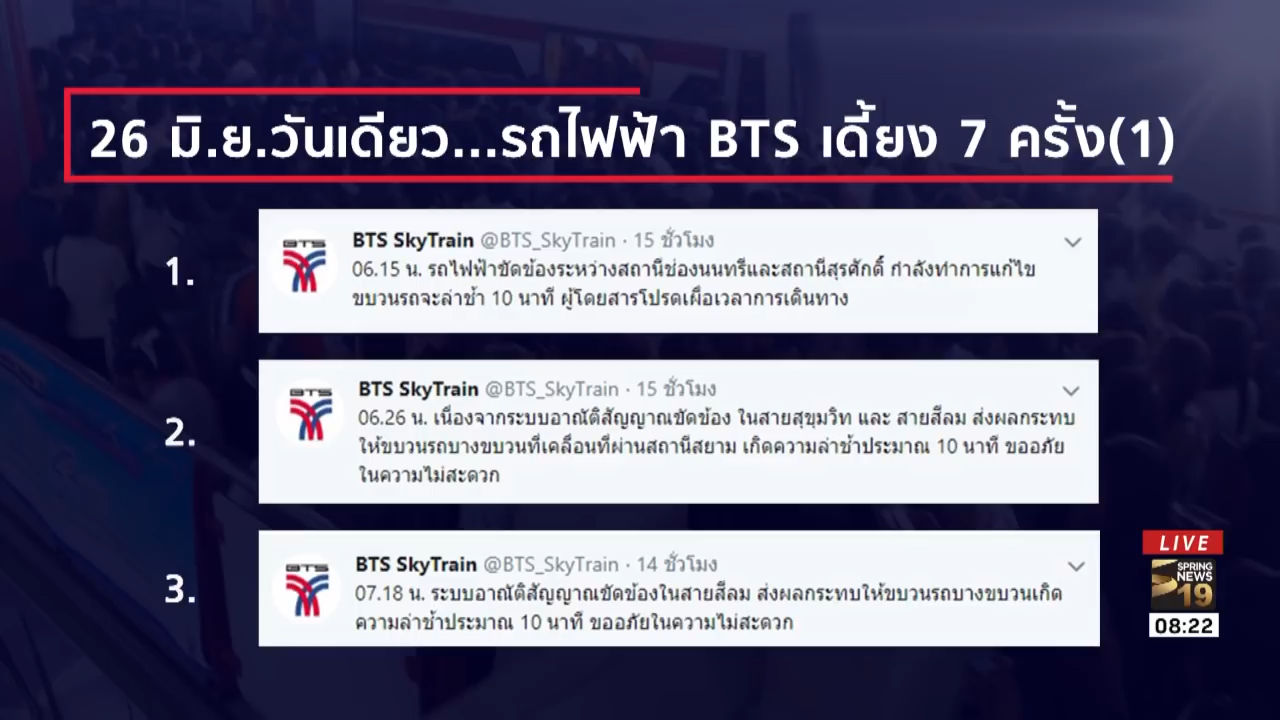 26 มิ.ย.วันเดียว...รถไฟฟ้า BTS เดี้ยง 7 ครั้ง(1)
1.
BTS
BTS SkyTrain @BTS_SkyTrain · 15 ชั่วโมง
06.15 น. รถไฟฟ้าขัดข้องระหว่างสถานีช่องนนทรีและสถานีสุรศักดิ์ กำลังทำการแก้ไข
ขบวนรถจะล่าช้า 10 นาที ผู้โดยสารโปรดเผื่อเวลาการเดินทาง
2.
BTS
BTS SkyTrain @BTS_SkyTrain · 15 ชั่วโมง
06.26 น. เนื่องจากระบบอาณัติสัญญาณขัดข้อง ในสายสุขุมวิท และ สายสีลม ส่งผลกระทบ
ให้ขบวนรถบางขบวนที่เคลื่อนที่ผ่านสถานีสยาม เกิดความล่าช้าประมาณ 10 นาที ขออภัย
ในความไม่สะดวก
3.
BTS
BTS SkyTrain @BTS_SkyTrain · 14 ชั่วโมง
07.18 น. ระบบอาณัติสัญญาณขัดข้องในสายสีลม ส่งผลกระทบให้ขบวนรถบางขบวนเกิด
ความล่าช้าประมาณ 10 นาที ขออภัยในความไม่สะดวก
LIVE
SPRING
NEWS
19
08:22